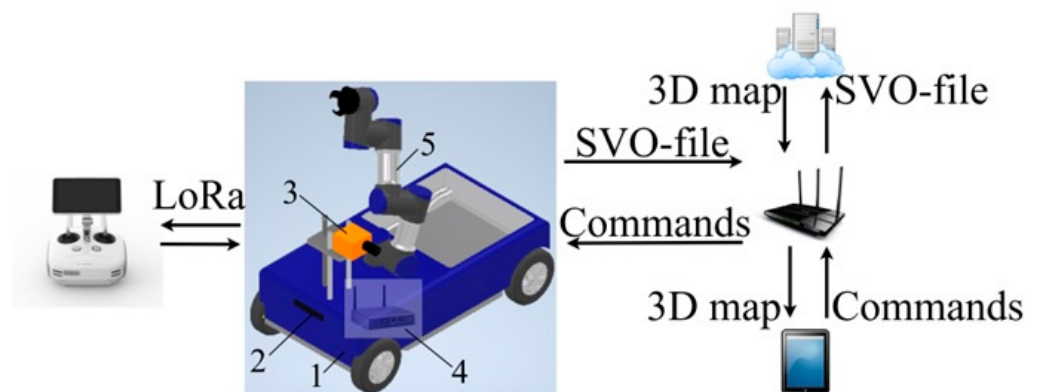 3D map
SVO-file
SVO-file
LoRa
Commands
3D map
Commands
1
2
3
4
5